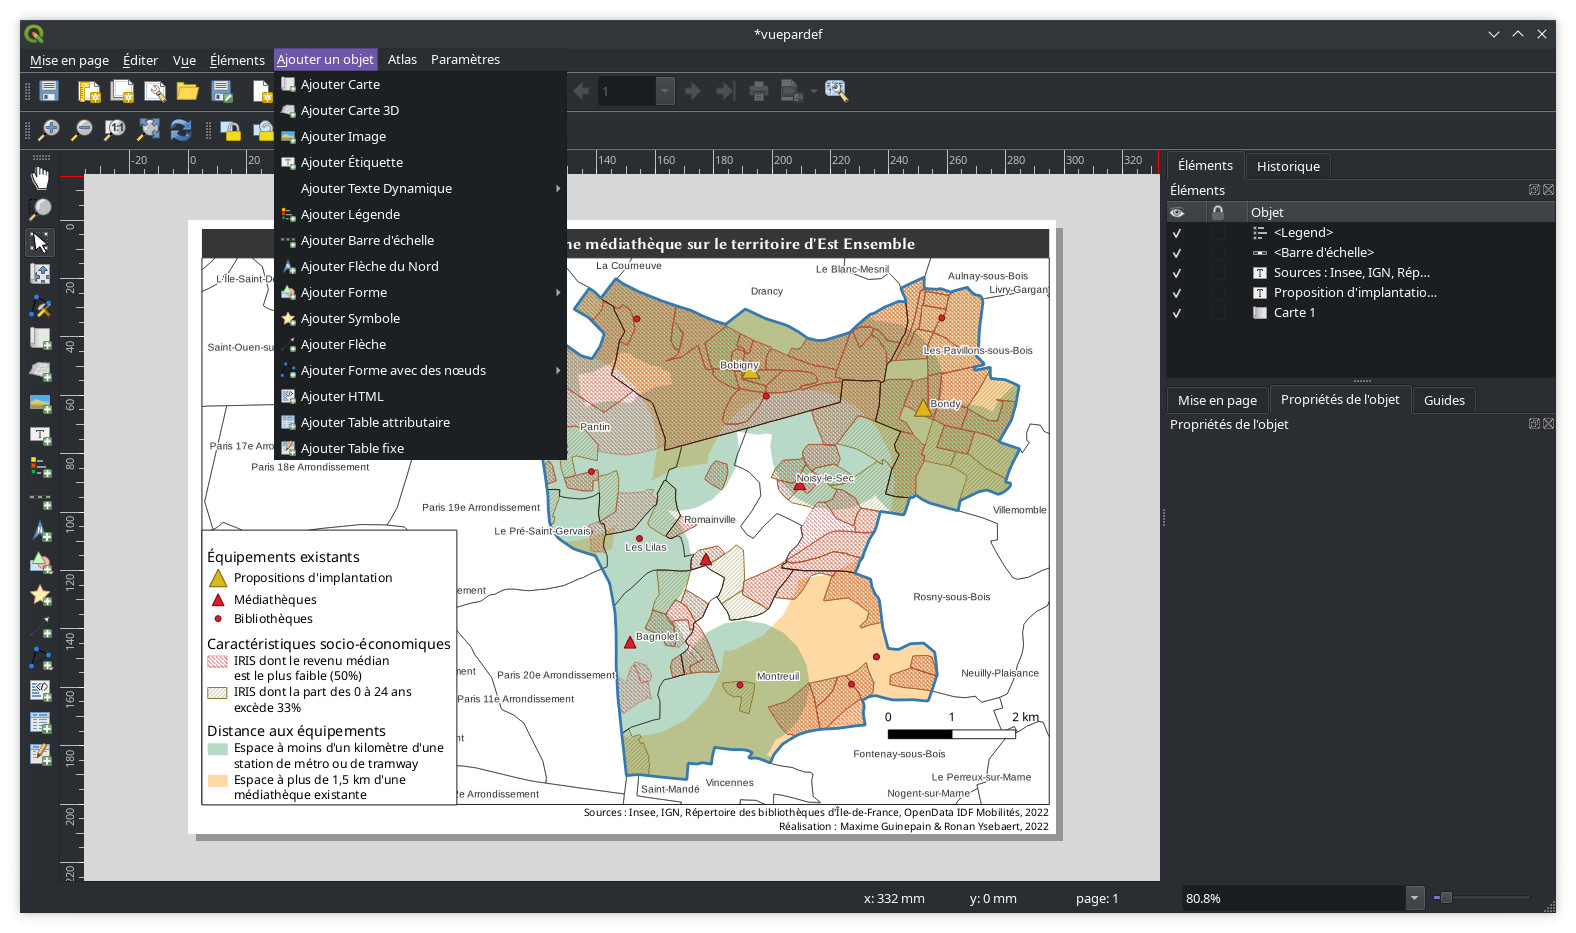 *vuepardef
Mise en page Éditer Vue Éléments Ajouter un objet Atlas Paramètres
Ajouter Carte
Ajouter Carte 3D
Ajouter Image
Ajouter Étiquette
Ajouter Texte Dynamique
Ajouter Légende
Ajouter Barre d'échelle
Ajouter Flèche du Nord
Ajouter Forme
Ajouter Symbole
Ajouter Flèche
Ajouter Forme avec des nœuds
Ajouter HTML
Ajouter Table attributaire
Ajouter Table fixe
1
1:1
-20 0 20 140 160 180 200 220 240 260 280 300 320
0
20
40
60
80
100
120
140
160
180
200
220
ne médiathèque sur le territoire d'Est Ensemble
La Courneuve
Le Blanc-Mesnil
Aulnay-sous-Bois
L'Île-Saint-De
Drancy
Livry-Gargan
Saint-Ouen-su
Les Pavillons-sous-Bois
Bobigny
Bondy
Pantin
Paris 17e Arro
Paris 18e Arrondissement
Noisy-le-Sec
Paris 19e Arrondissement
Villemomble
Romainville
Le Pré-Saint-Gervais
Les Lilas
ement
Rosny-sous-Bois
Bagnolet
ment
Paris 20e Arrondissement
Montreuil
Neuilly-Plaisance
Paris 11e Arrondissement
nt
Fontenay-sous-Bois
Le Perreux-sur-Marne
Vincennes
Saint-Mandé
2e Arrondissement
Nogent-sur-Marne
0 1 2 km
Équipements existants
Propositions d'implantation
Médiathèques
Bibliothèques
Caractéristiques socio-économiques
IRIS dont le revenu médian
est le plus faible (50%)
IRIS dont la part des 0 à 24 ans
excède 33%
Distance aux équipements
Espace à moins d'un kilomètre d'une
station de métro ou de tramway
Espace à plus de 1,5 km d'une
médiathèque existante
Sources : Insee, IGN, Répertoire des bibliothèques d'Île-de-France, OpenData IDF Mobilités, 2022
Réalisation : Maxime Guinepain & Ronan Ysebaert, 2022
Éléments Historique
Éléments
Objet
<Legend>
<Barre d'échelle>
Sources : Insee, IGN, Rép...
Proposition d'implantatio...
Carte 1
Mise en page Propriétés de l'objet Guides
Propriétés de l'objet
x: 332 mm y: 0 mm page: 1 80.8%